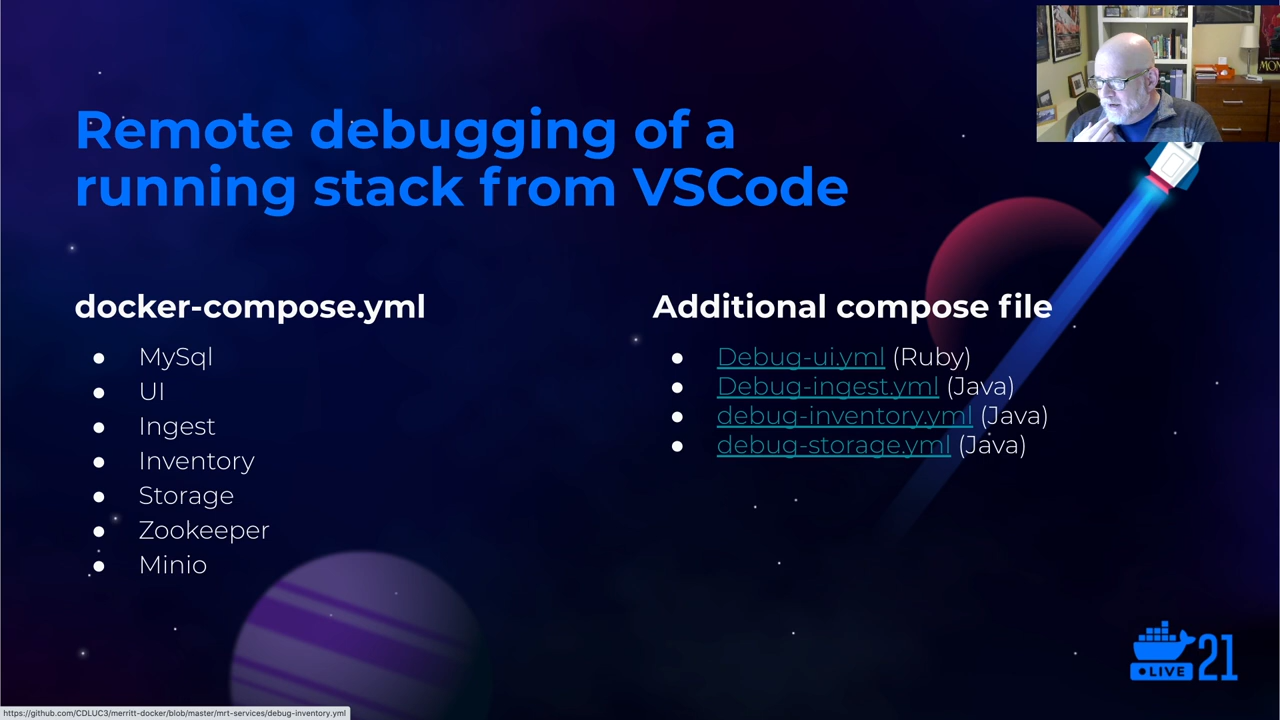 Remote debugging of a
running stack from VSCode
docker-compose.yml
MySql
UI
Ingest
Inventory
Storage
Zookeeper
Minio
Additional compose file
Debug-ui.yml (Ruby)
Debug-ingest.yml (Java)
debug-inventory.yml (Java)
debug-storage.yml (Java)
LIVE 21
https://github.com/CDLUC3/merritt-docker/blob/master/mrt-services/debug-inventory.yml